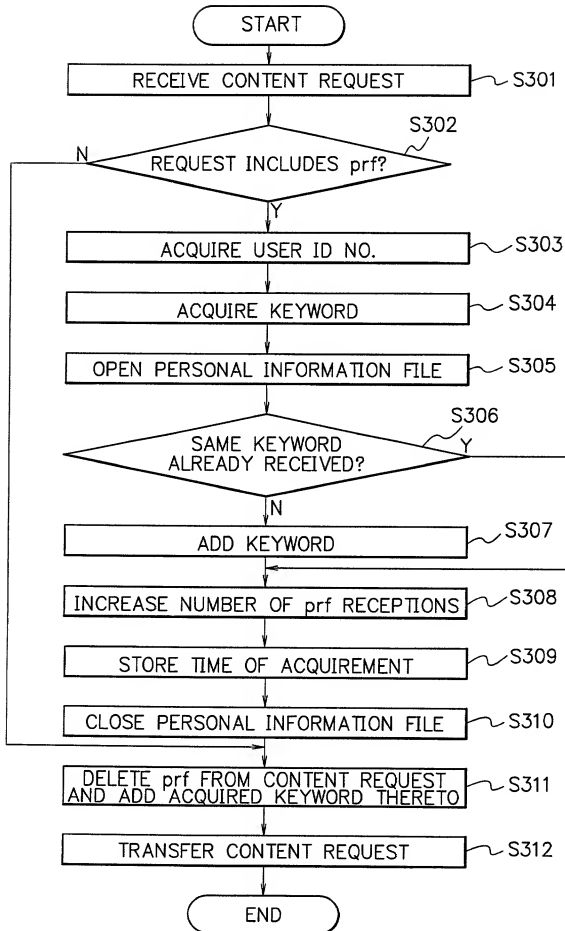 START
RECEIVE CONTENT REQUEST
S301
S302
N
REQUEST INCLUDES prf?
Y
ACQUIRE USER ID NO.
S303
ACQUIRE KEYWORD
S304
OPEN PERSONAL INFORMATION FILE
S305
S306
SAME KEYWORD
ALREADY RECEIVED?
Y
N
ADD KEYWORD
S307
INCREASE NUMBER OF prf RECEPTIONS
S308
STORE TIME OF ACQUIREMENT
S309
CLOSE PERSONAL INFORMATION FILE
S310
DELETE prf FROM CONTENT REQUEST
AND ADD ACQUIRED KEYWORD THERETO
S311
TRANSFER CONTENT REQUEST
S312
END